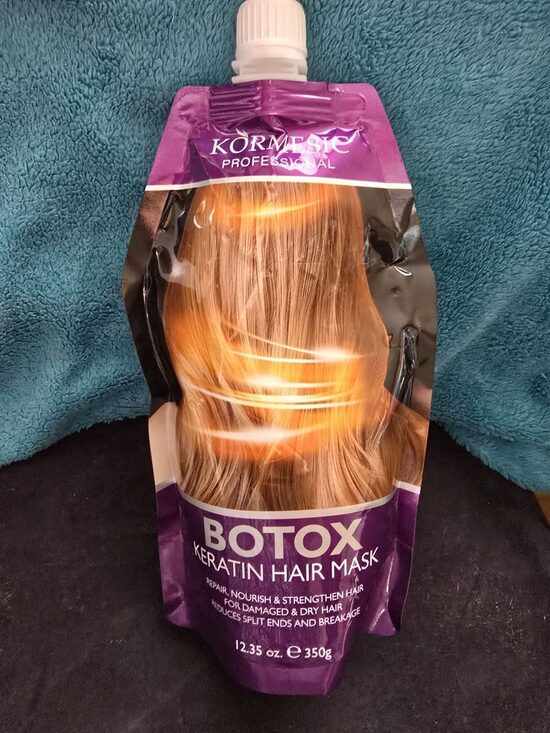 KORMESIC
PROFESSIONAL
BOTOX
KERATIN HAIR MASK
REPAIR, NOURISH & STRENGTHEN HAIR
FOR DAMAGED & DRY HAIR
REDUCES SPLIT ENDS AND BREAKAGE
12.35 oz. ℮ 350g